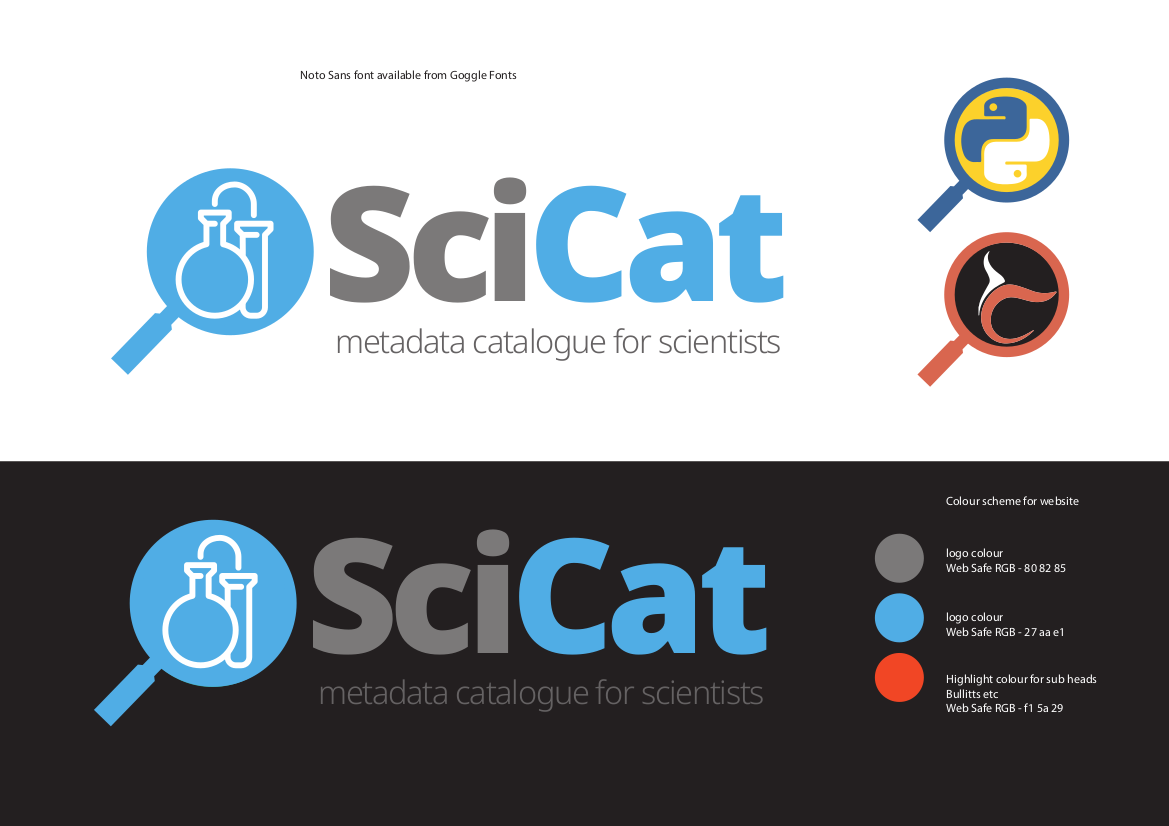 Noto Sans font available from Goggle Fonts
SciCat
metadata catalogue for scientists
Colour scheme for website
logo colour
Web Safe RGB - 80 82 85
logo colour
Web Safe RGB - 27 aa e1
Highlight colour for sub heads
Bullitts etc
Web Safe RGB - f1 5a 29
SciCat
metadata catalogue for scientists